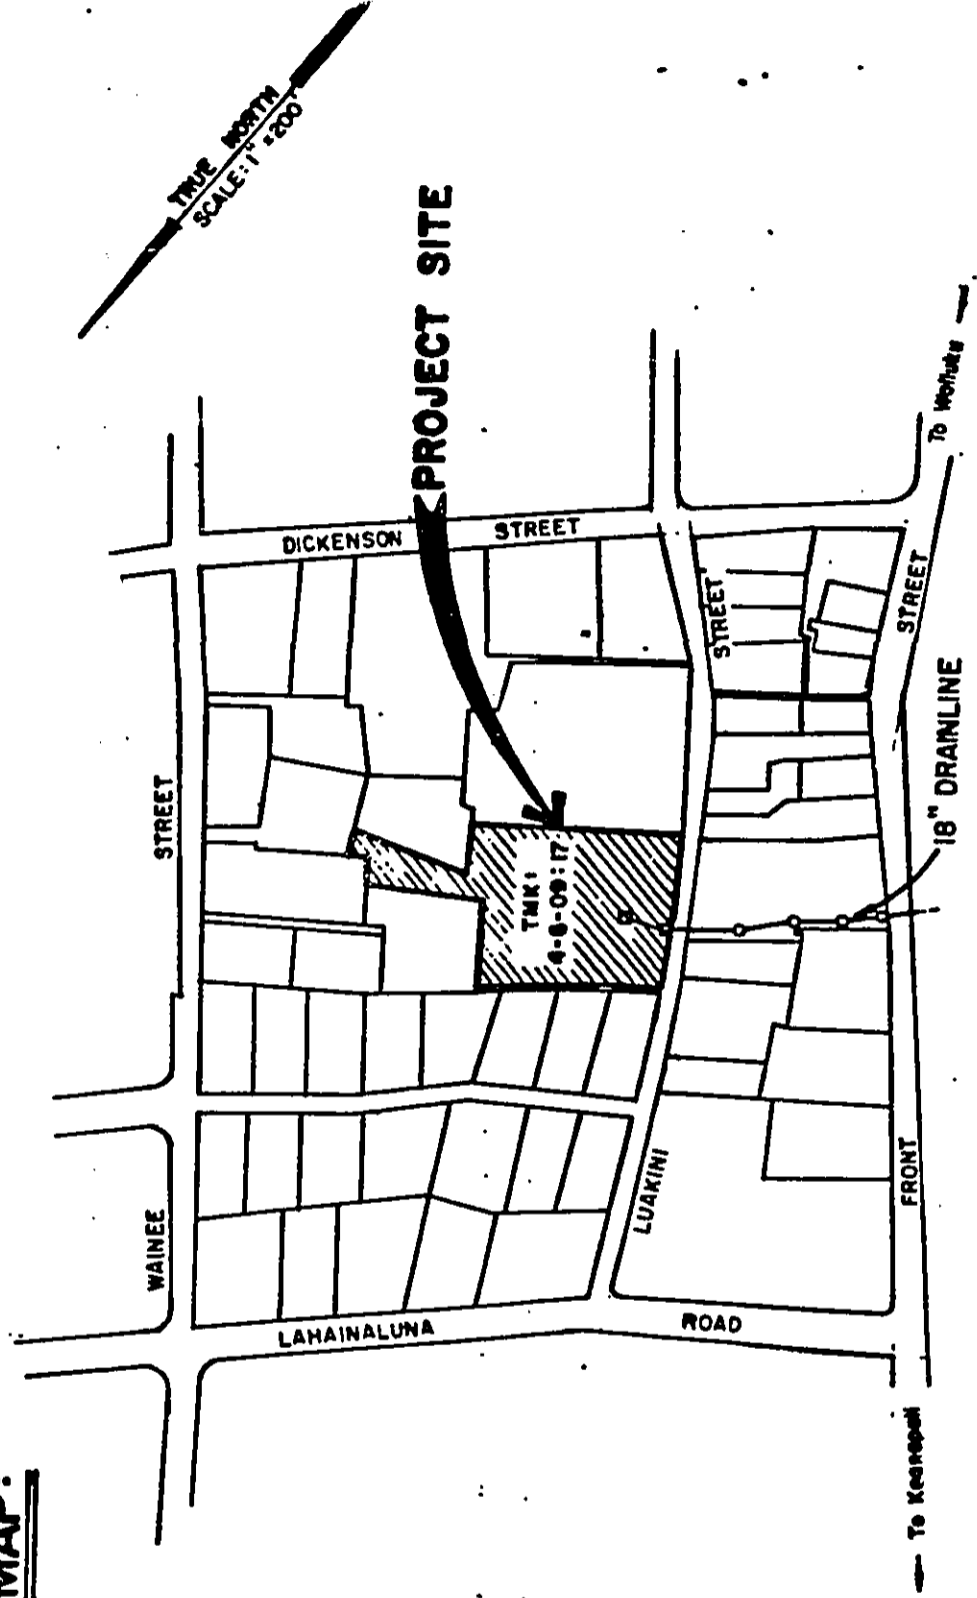 MAP:
TRUE NORTH
SCALE: 1" = 200'
PROJECT SITE
DICKENSON STREET
To Wailuku
STREET
STREET
STREET
18" DRAINLINE
TMK:
4-6-09:17
WAINEE
LUAKINI
FRONT
LAHAINALUNA ROAD
To Kaanapali